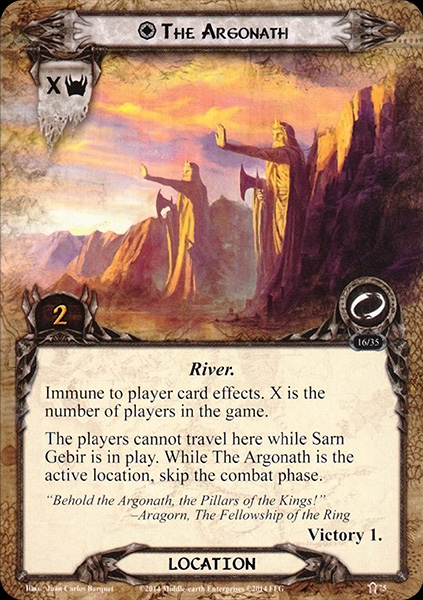 The Argonath
X
2
16/35
River.
Immune to player card effects. X is the
number of players in the game.
The players cannot travel here while Sarn
Gebir is in play. While The Argonath is the
active location, skip the combat phase.
“Behold the Argonath, the Pillars of the Kings!”
–Aragorn, The Fellowship of the Ring
Victory 1.
LOCATION
Illus. Juan Carlos Barquet ©2014 Middle-earth Enterprises ©2014 FFG 75